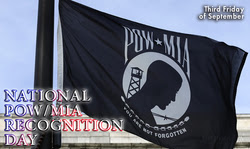 Third Friday
of September
POW★MIA
NATIONAL
POW/MIA
RECOGNITION
DAY
YOU ARE NOT FORGOTTEN